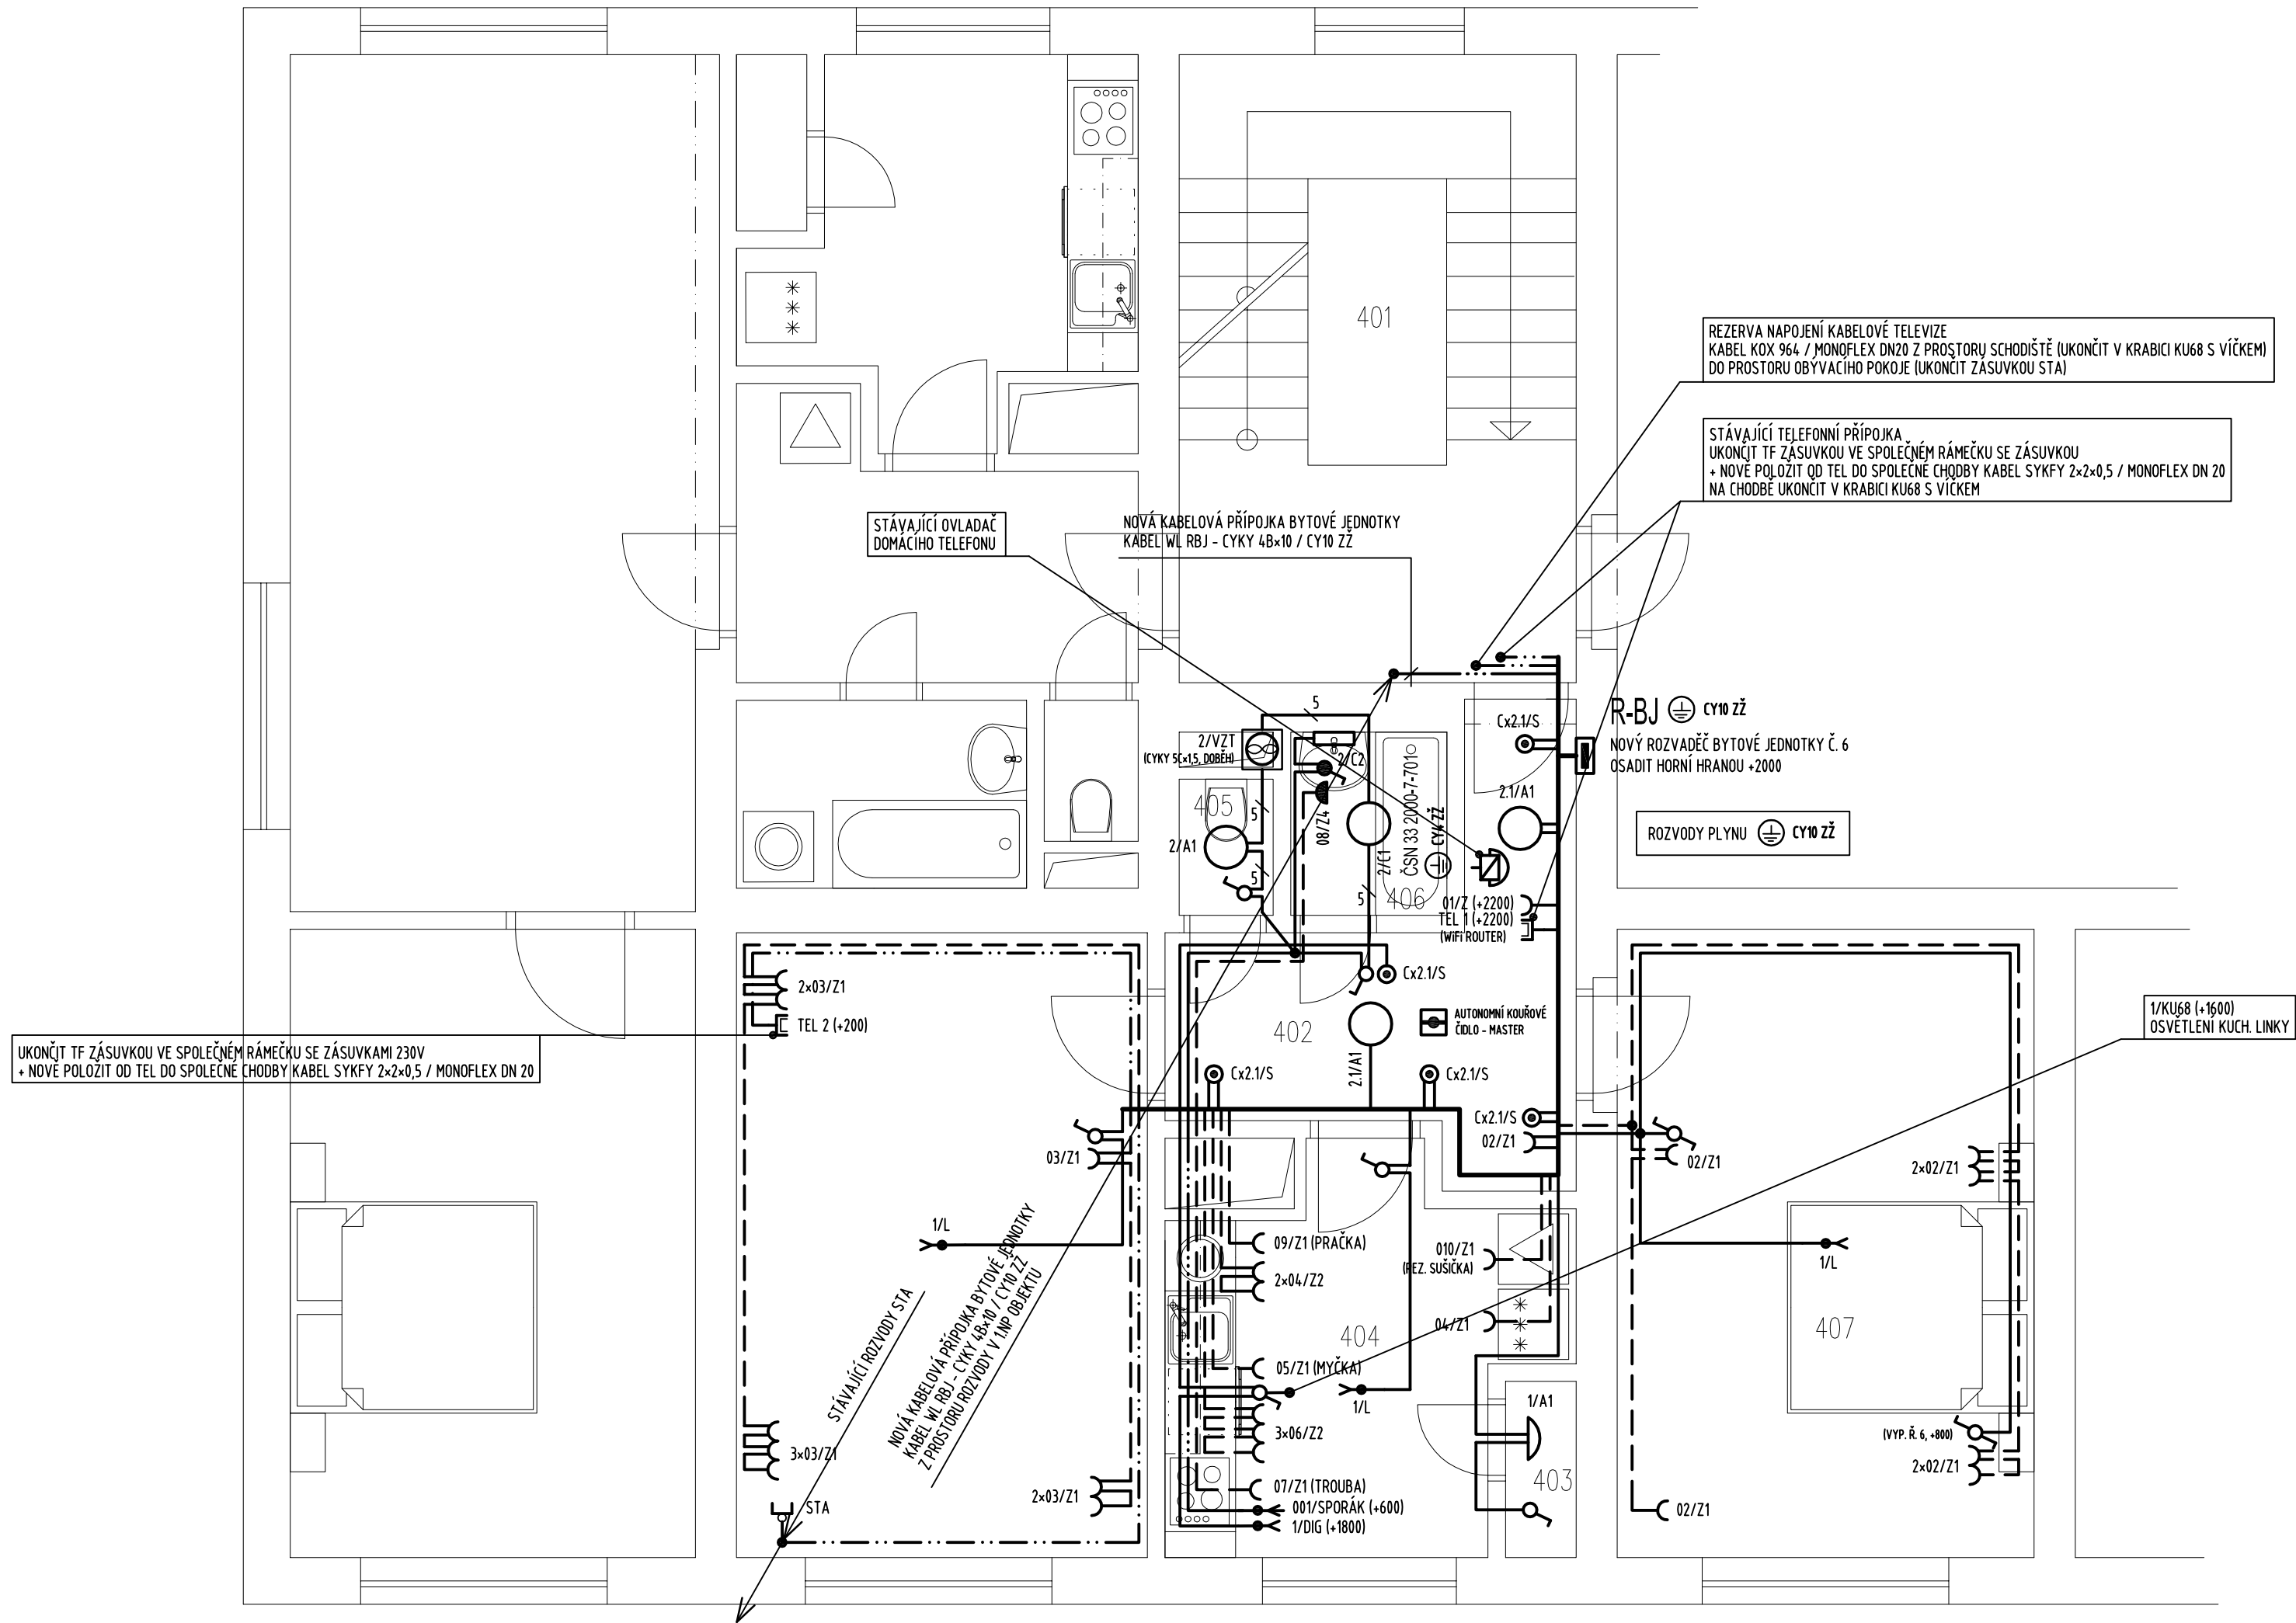 401
REZERVA NAPOJENÍ KABELOVÉ TELEVIZE
KABEL KOX 964 / MONOFLEX DN20 Z PROSTORU SCHODIŠTĚ (UKONČIT V KRABICI KU68 S VÍČKEM)
DO PROSTORU OBÝVACÍHO POKOJE (UKONČIT ZÁSUVKOU STA)
STÁVAJÍCÍ TELEFONNÍ PŘÍPOJKA
UKONČIT TF ZÁSUVKOU VE SPOLEČNÉM RÁMEČKU SE ZÁSUVKOU
+ NOVĚ POLOŽIT OD TEL DO SPOLEČNÉ CHODBY KABEL SYKFY 2×2×0,5 / MONOFLEX DN 20
NA CHODBĚ UKONČIT V KRABICI KU68 S VÍČKEM
STÁVAJÍCÍ OVLADAČ
DOMÁCÍHO TELEFONU
NOVÁ KABELOVÁ PŘÍPOJKA BYTOVÉ JEDNOTKY
KABEL WL RBJ - CYKY 4B×10 / CY10 ZŽ
5
Cx2.1/S
R-BJ CY10 ZŽ
NOVÝ ROZVADĚČ BYTOVÉ JEDNOTKY Č. 6
OSADIT HORNÍ HRANOU +2000
2/VZT
(CYKY 5C×1,5, DOBĚH)
2/C2
2.1/A1
405
5
08/Z4
ČSN 33 2000-7-701
CY4 ZŽ
ROZVODY PLYNU CY10 ZŽ
2/A1
2/C1
5
5
406
01/Z (+2200)
TEL 1 (+2200)
(WiFi ROUTER)
Cx2.1/S
2×03/Z1
TEL 2 (+200)
402
AUTONOMNÍ KOUŘOVÉ
ČIDLO - MASTER
1/KU68 (+1600)
OSVĚTLENÍ KUCH. LINKY
UKONČIT TF ZÁSUVKOU VE SPOLEČNÉM RÁMEČKU SE ZÁSUVKAMI 230V
+ NOVĚ POLOŽIT OD TEL DO SPOLEČNÉ CHODBY KABEL SYKFY 2×2×0,5 / MONOFLEX DN 20
2.1/A1
Cx2.1/S
Cx2.1/S
Cx2.1/S
02/Z1
03/Z1
02/Z1
2×02/Z1
1/L
09/Z1 (PRAČKA)
010/Z1
(REZ. SUŠIČKA)
1/L
2×04/Z2
STÁVAJÍCÍ ROZVODY STA
NOVÁ KABELOVÁ PŘÍPOJKA BYTOVÉ JEDNOTKY
KABEL WL RBJ - CYKY 4B×10 / CY10 ZŽ
Z PROSTORU ROZVODY V 1.NP OBJEKTU
404
04/Z1
407
05/Z1 (MYČKA)
1/L
1/A1
3×06/Z2
(VYP. Ř. 6, +800)
3×03/Z1
2×02/Z1
403
07/Z1 (TROUBA)
2×03/Z1
STA
001/SPORÁK (+600)
02/Z1
1/DIG (+1800)